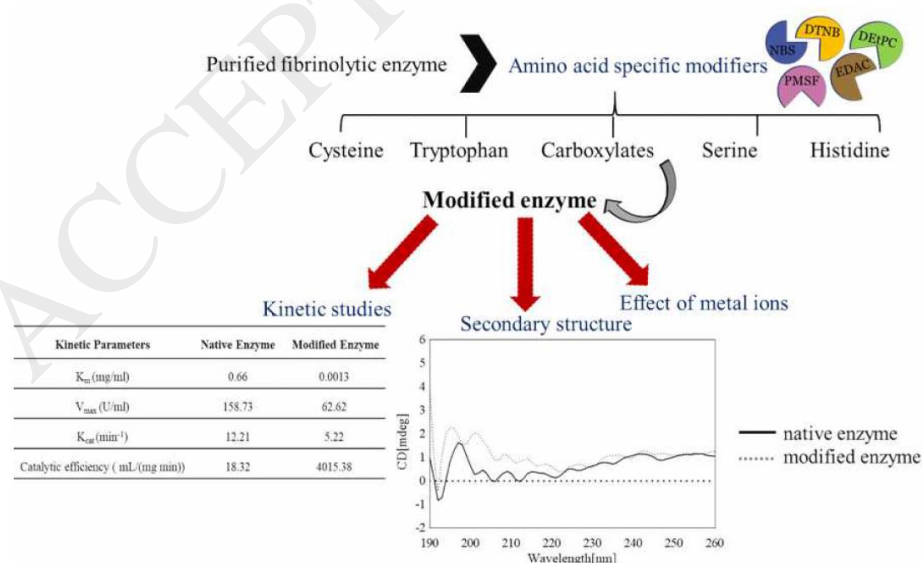 ACCEPT
Purified fibrinolytic enzyme
Amino acid specific modifiers
NBS
DTNB
DEtPC
PMSF
EDAC
Cysteine Tryptophan Carboxylates Serine Histidine
Modified enzyme
Kinetic studies
Secondary structure
Effect of metal ions
Kinetic Parameters Native Enzyme Modified Enzyme
Km (mg/ml) 0.66 0.0013
Vmax (U/ml) 158.73 62.62
Kcat (min-1) 12.21 5.22
Catalytic efficiency ( mL/(mg min)) 18.32 4015.38
CD[mdeg]
6
5
4
3
2
1
0
-1
-2
190 200 210 220 230 240 250 260
Wavelength[nm]
native enzyme
modified enzyme